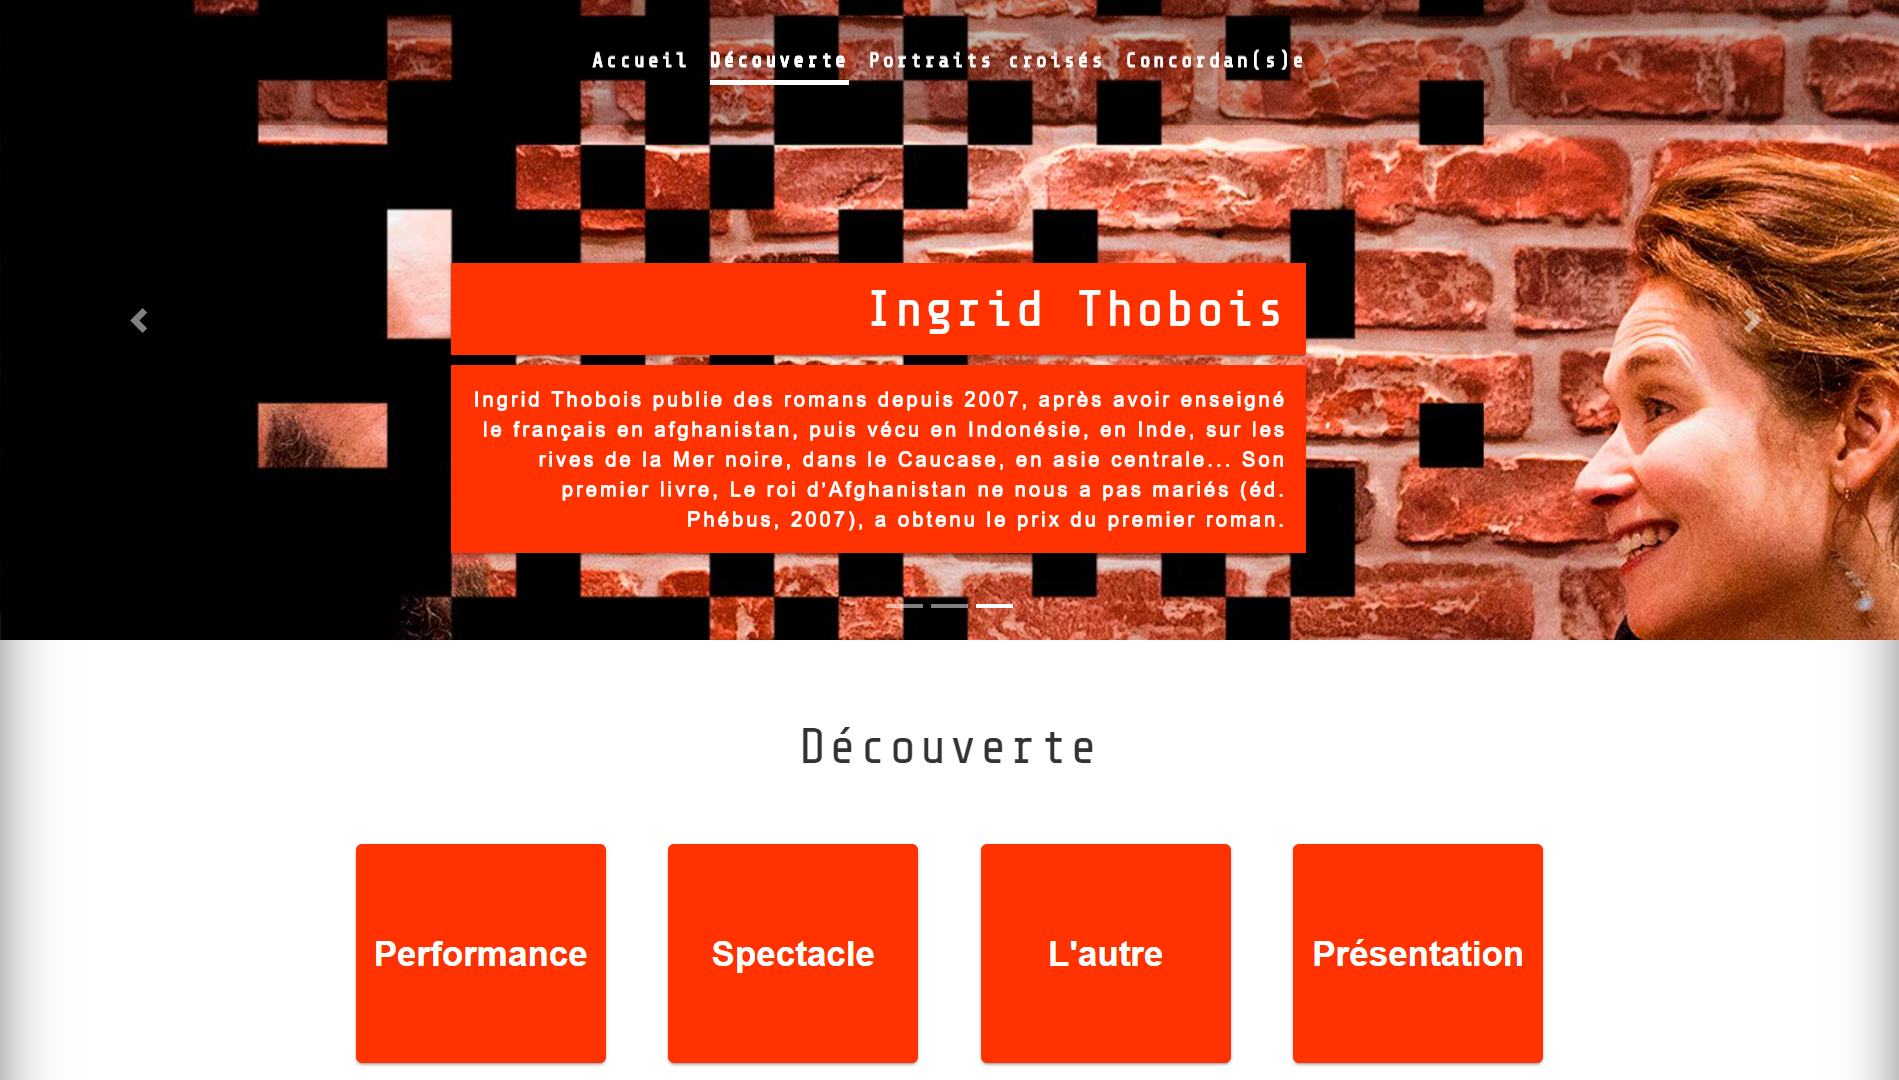 Accueil Découverte Portraits croisés Concordan(s)e
Ingrid Thobois
Ingrid Thobois publie des romans depuis 2007, après avoir enseigné
le français en afghanistan, puis vécu en Indonésie, en Inde, sur les
rives de la Mer noire, dans le Caucase, en asie centrale... Son
premier livre, Le roi d’Afghanistan ne nous a pas mariés (éd.
Phébus, 2007), a obtenu le prix du premier roman.
Découverte
Performance
Spectacle
L'autre
Présentation